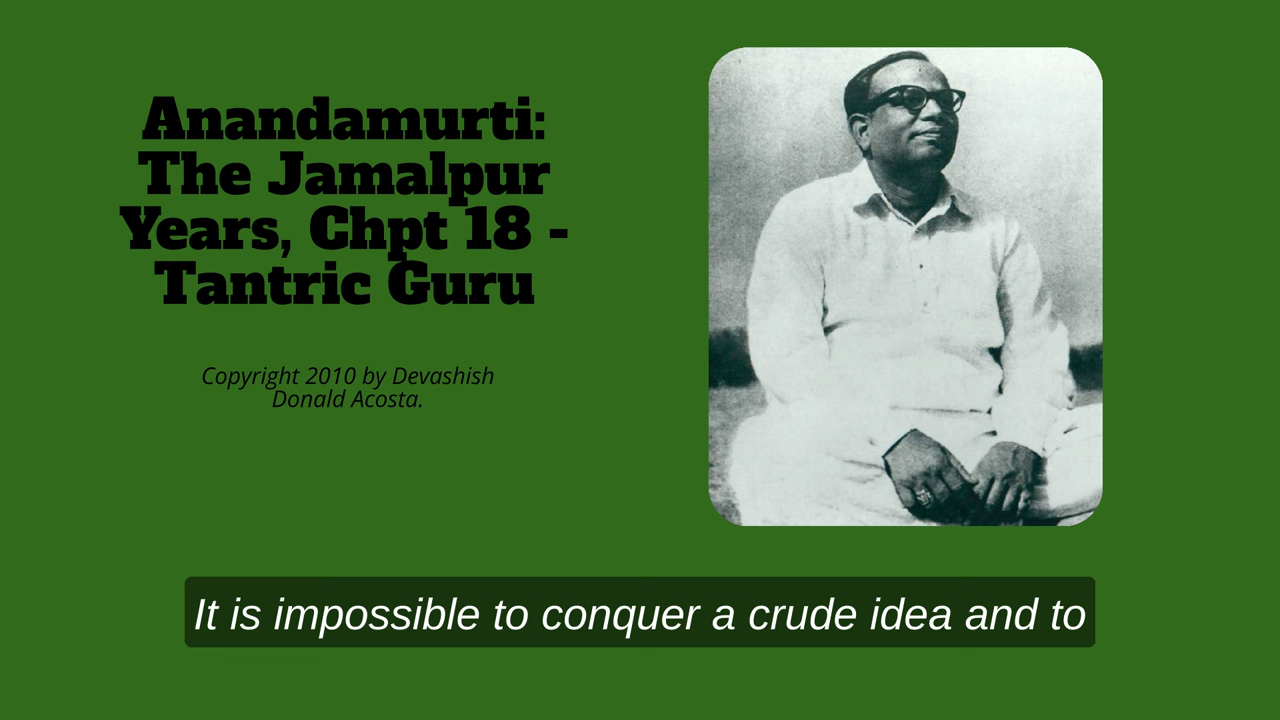 Anandamurti:
The Jamalpur
Years, Chpt 18 -
Tantric Guru
Copyright 2010 by Devashish
Donald Acosta.
It is impossible to conquer a crude idea and to